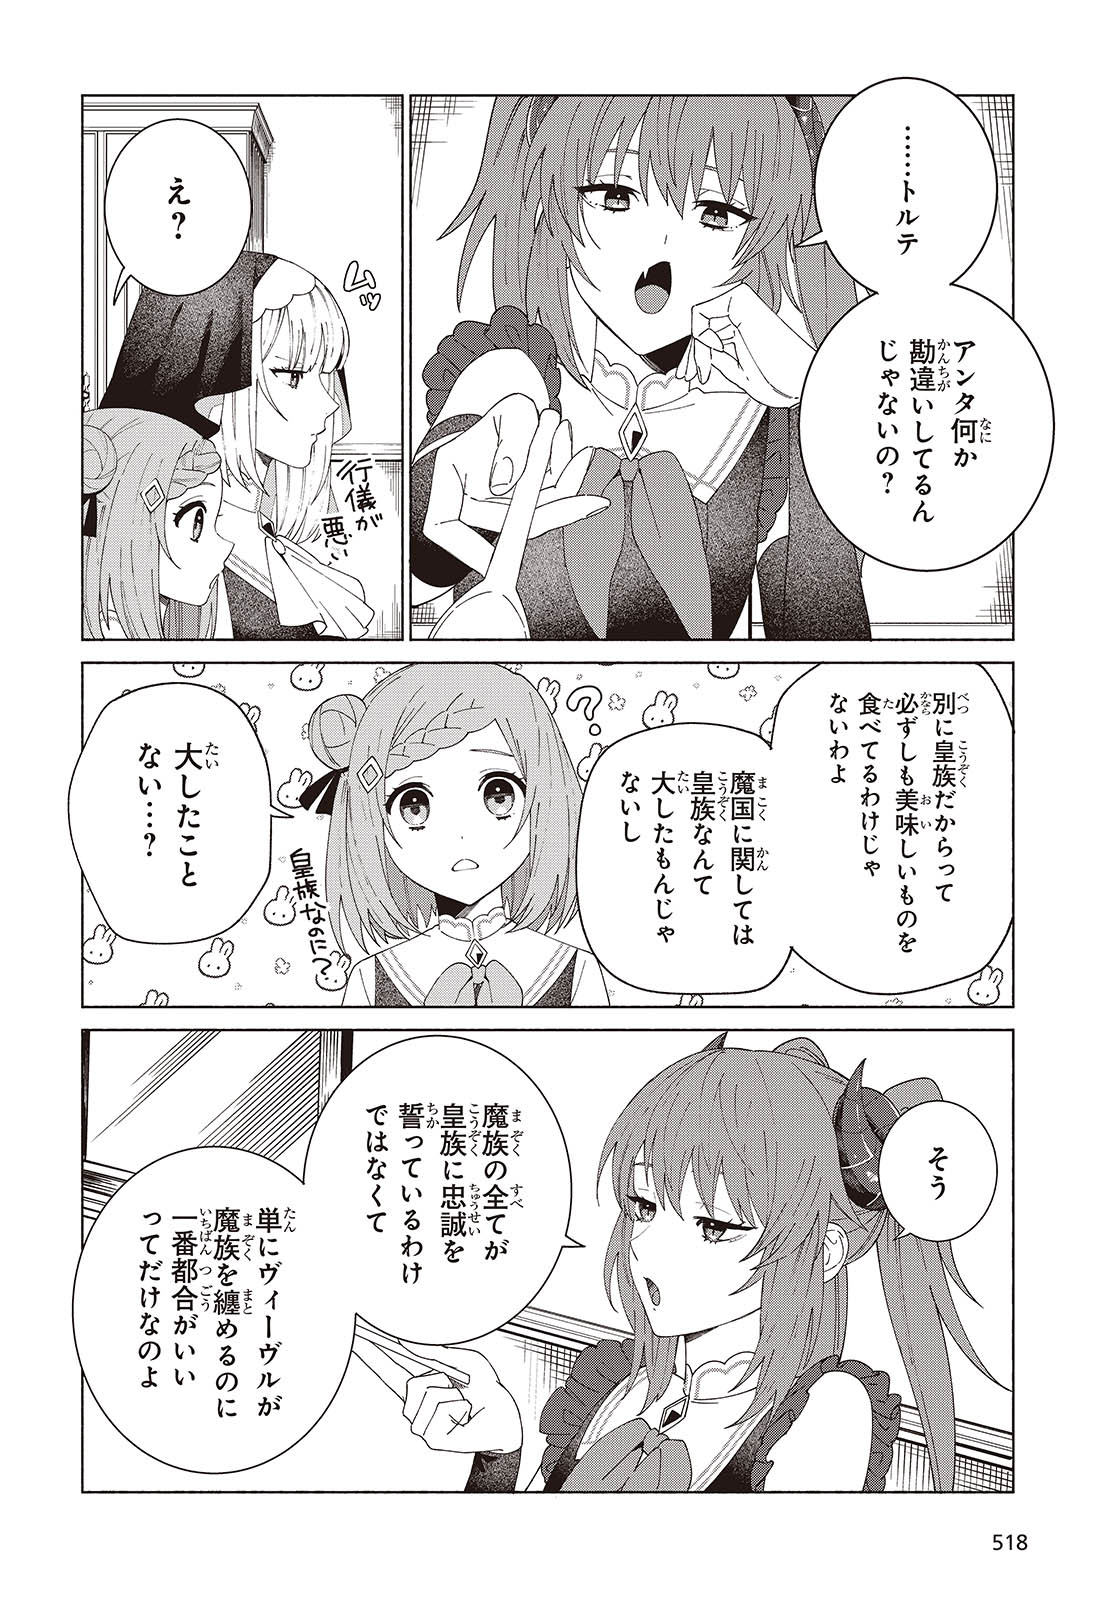 ……トルテ
アンタ何か
勘違いしてるん
じゃないの？
え？
ムッ
行儀が
悪い
別に皇族だからって
必ずしも美味しいものを
食べてるわけじゃ
ないわよ
魔国に関しては
皇族なんて
大したもんじゃ
ないし
？
皇族なのに？
大したこと
ない…？
そう
魔族の全てが
皇族に忠誠を
誓っているわけ
ではなくて
単にヴィーヴルが
魔族を纏めるのに
一番都合がいい
ってだけなのよ
518